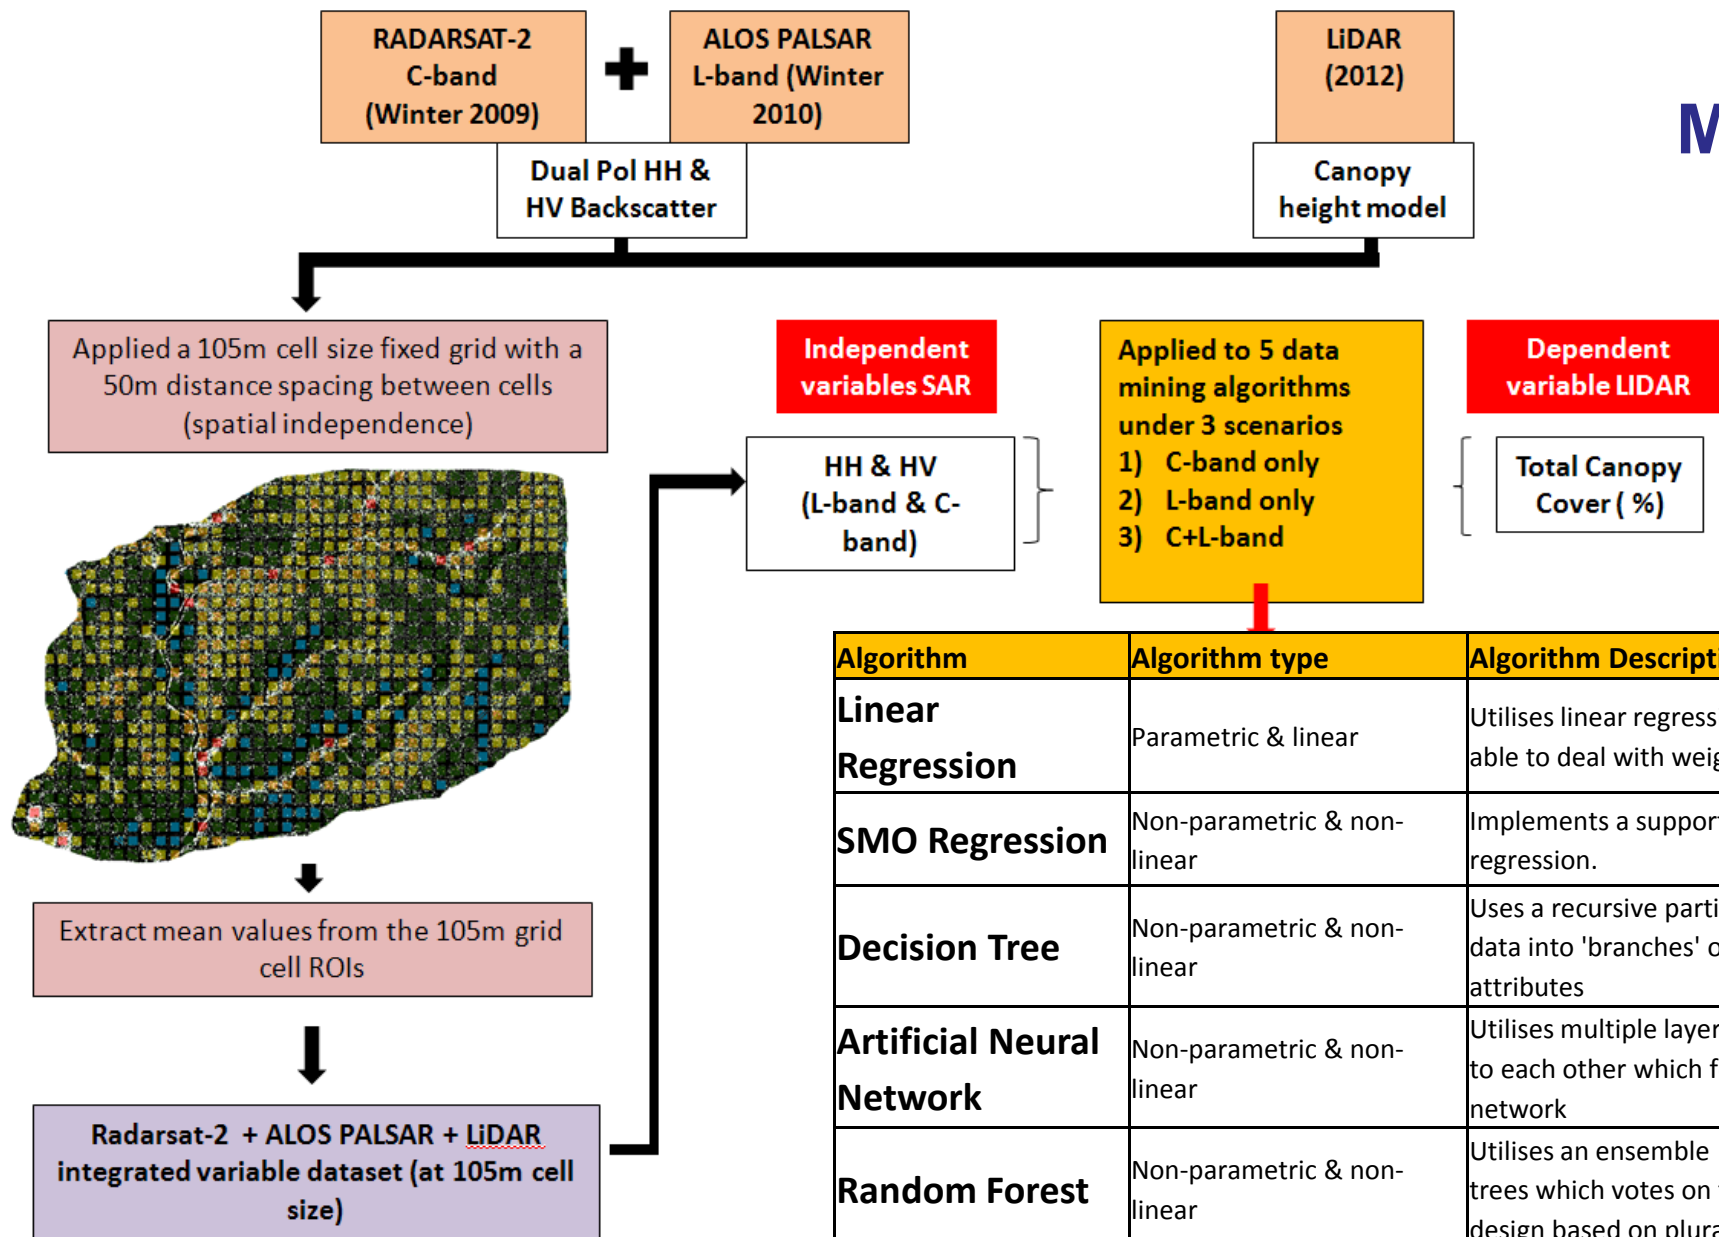 RADARSAT-2
C-band
(Winter 2009)
ALOS PALSAR
L-band (Winter
2010)
LiDAR
(2012)
M
Dual Pol HH &
HV Backscatter
Canopy
height model
Applied a 105m cell size fixed grid with a
50m distance spacing between cells
(spatial independence)
Independent
variables SAR
HH & HV
(L-band & C-
band)
Applied to 5 data
mining algorithms
under 3 scenarios
1) C-band only
2) L-band only
3) C+L-band
Dependent
variable LIDAR
Total Canopy
Cover ( %)
Extract mean values from the 105m grid
cell ROIs
Radarsat-2 + ALOS PALSAR + LiDAR
integrated variable dataset (at 105m cell
size)
Algorithm
Algorithm type
Algorithm Descripti
Linear
Regression
Parametric & linear
Utilises linear regress
able to deal with weig
SMO Regression
Non-parametric & non-
linear
Implements a support
regression.
Decision Tree
Non-parametric & non-
linear
Uses a recursive parti
data into 'branches' o
attributes
Artificial Neural
Network
Non-parametric & non-
linear
Utilises multiple layer
to each other which f
network
Random Forest
Non-parametric & non-
linear
Utilises an ensemble
trees which votes on
design based on plura